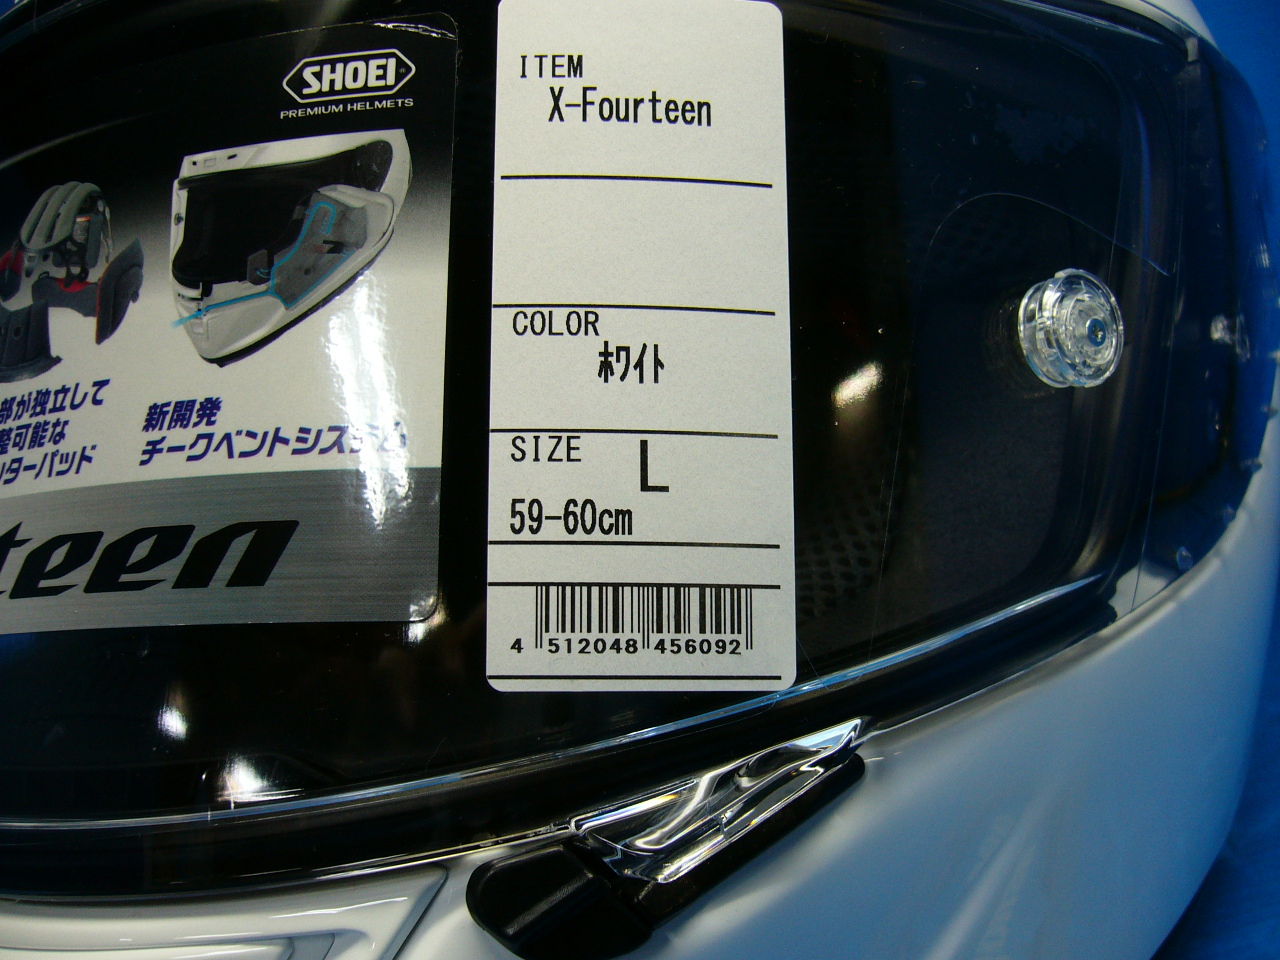 SHOEI
PREMIUM HELMETS
部が独立して
整可能な
ターパッド
新開発
チークベントシステム
teen
ITEM
X-Fourteen
COLOR
ホワイト
SIZE L
59-60cm
4 512048 456092